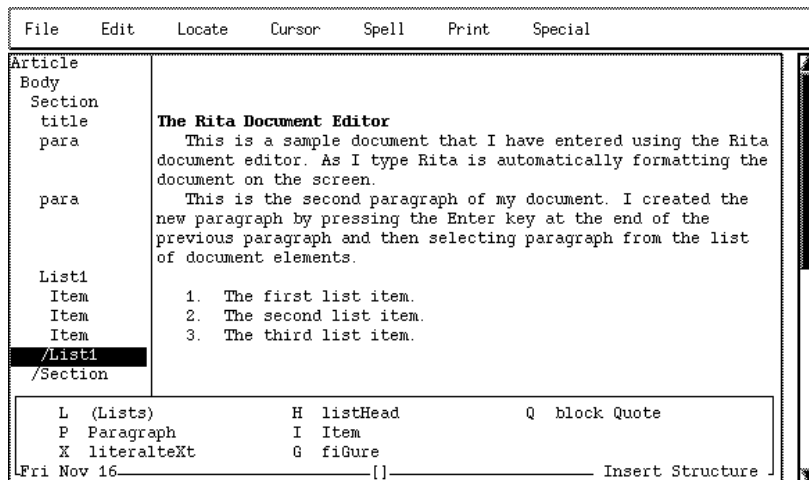 File Edit Locate Cursor Spell Print Special
Article
Body
Section
title The Rita Document Editor
para This is a sample document that I have entered using the Rita
document editor. As I type Rita is automatically formatting the
document on the screen.
para This is the second paragraph of my document. I created the
new paragraph by pressing the Enter key at the end of the
previous paragraph and then selecting paragraph from the list
of document elements.
List1
Item 1. The first list item.
Item 2. The second list item.
Item 3. The third list item.
/List1
/Section
L (Lists) H listHead Q block Quote
P Paragraph I Item
X literalteXt G fiGure
Fri Nov 16 [] Insert Structure